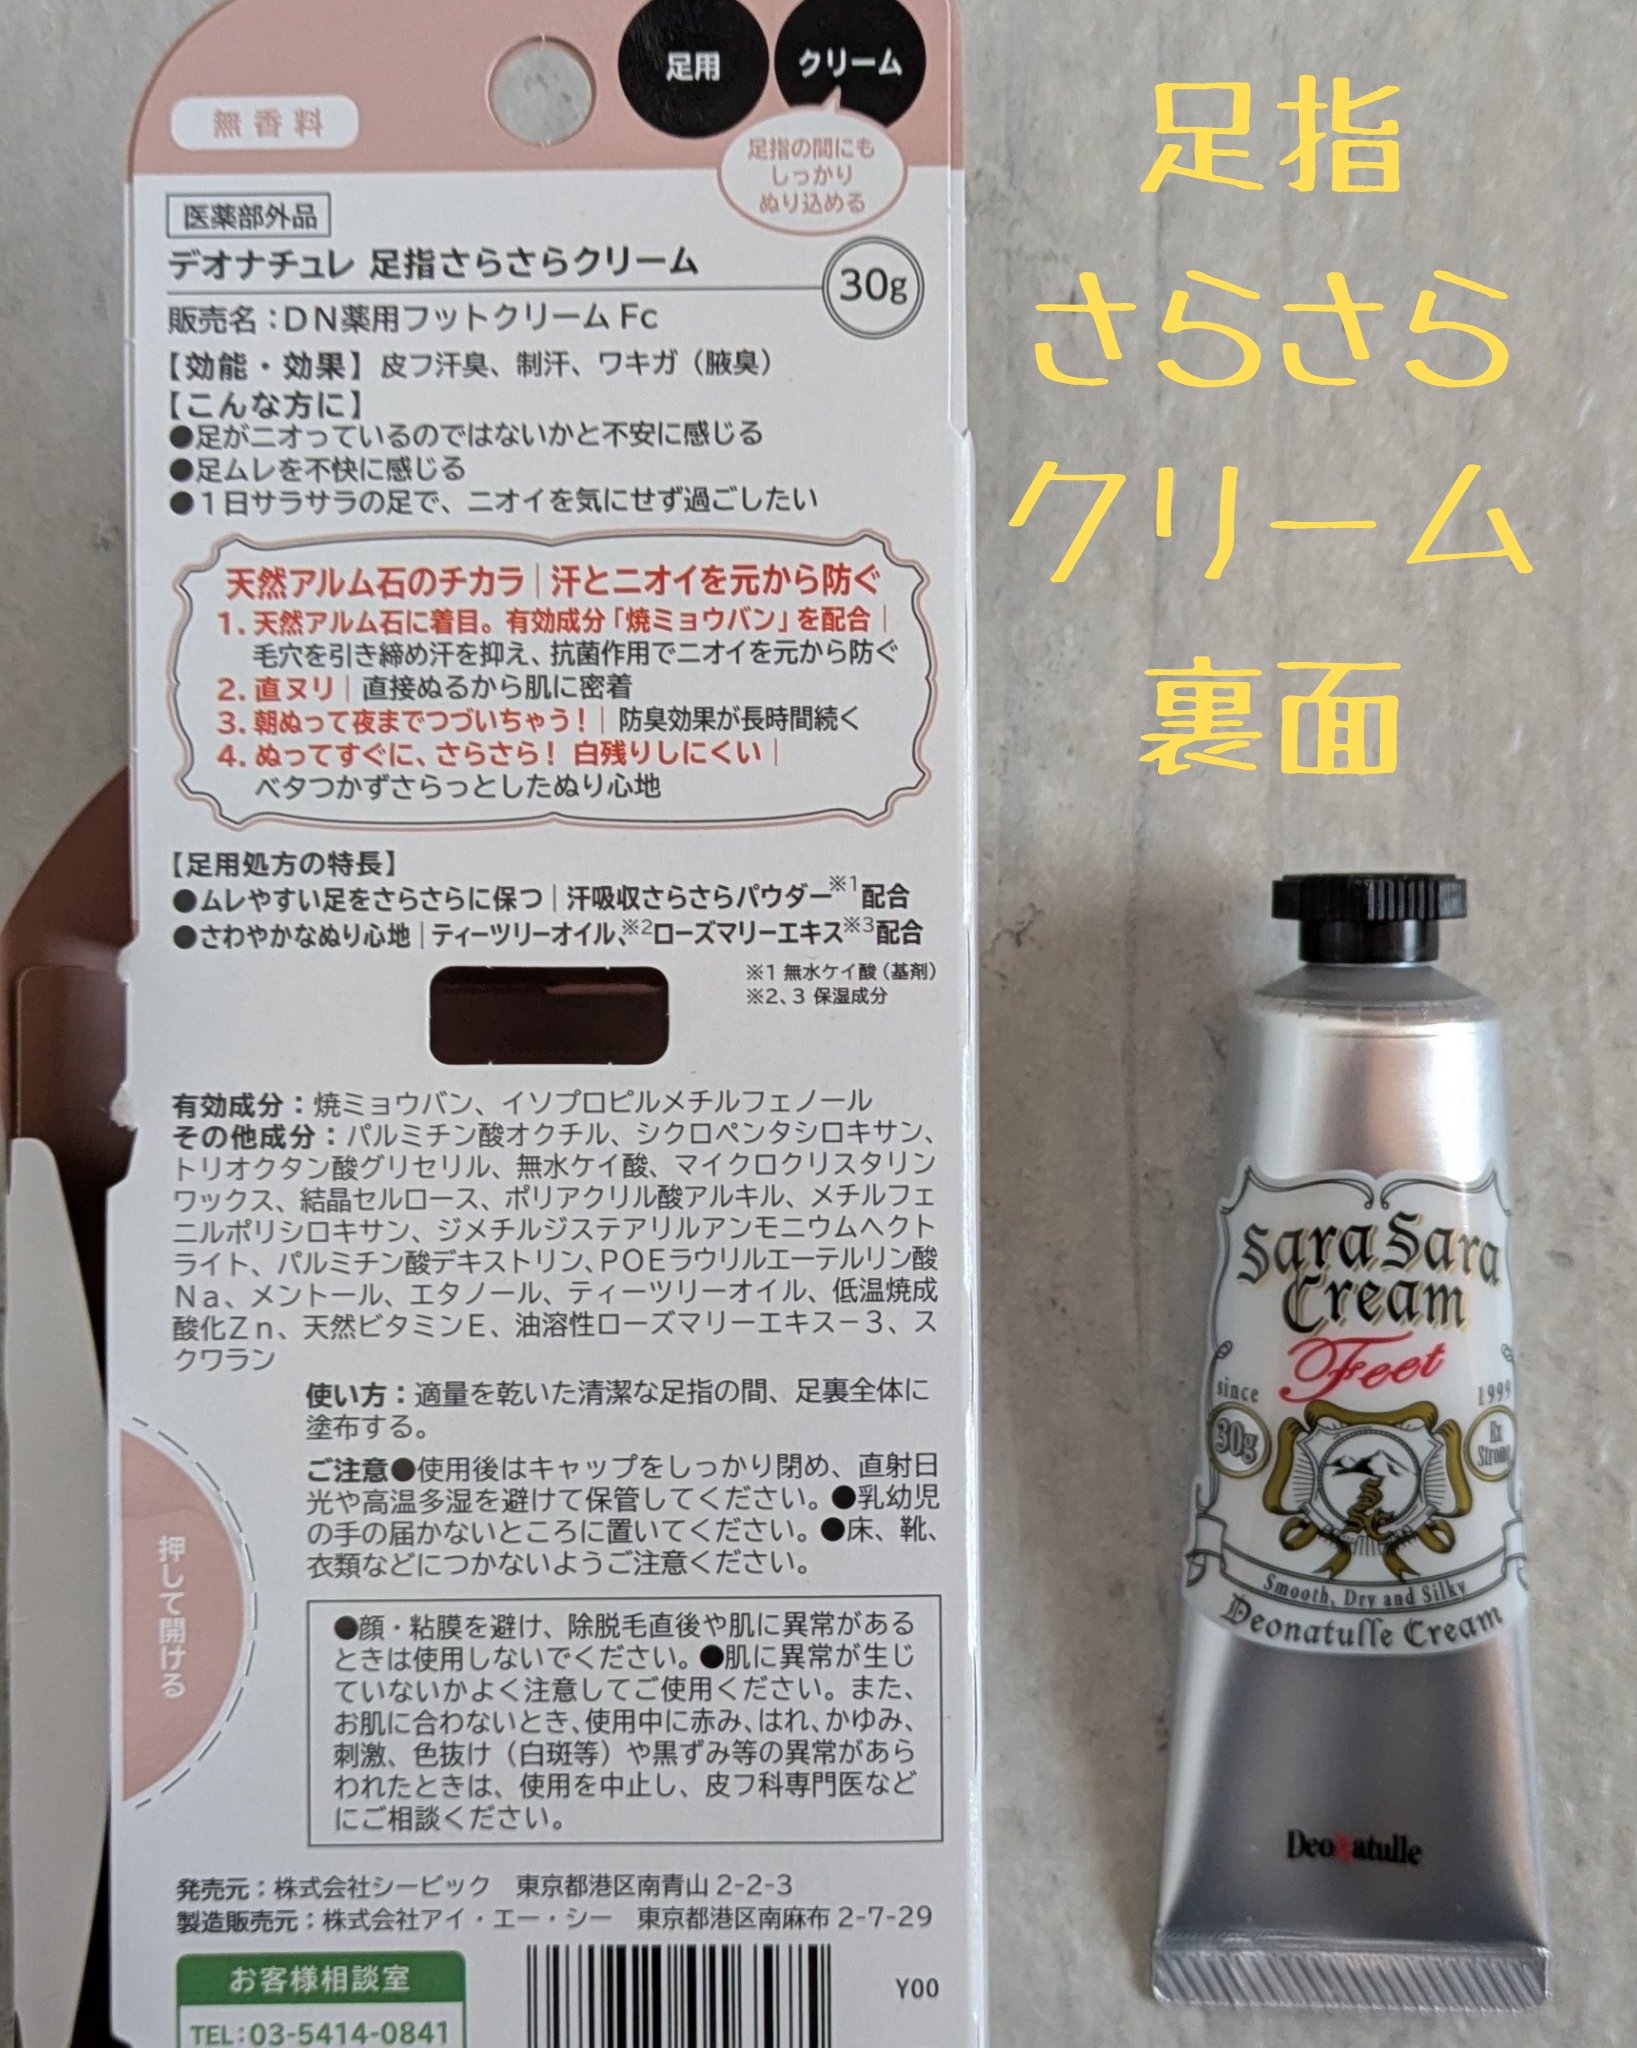 足用
クリーム
無香料
足指の間にも
しっかり
ぬり込める
医薬部外品
デオナチュレ 足指さらさらクリーム
30g
販売名：DN薬用フットクリーム Fc
【効能・効果】皮フ汗臭、制汗、ワキガ（腋臭）
【こんな方に】
●足がニオっているのではないかと不安に感じる
●足ムレを不快に感じる
●1日サラサラの足で、ニオイを気にせず過ごしたい
天然アルム石のチカラ｜汗とニオイを元から防ぐ
1. 天然アルム石に着目。有効成分「焼ミョウバン」を配合｜
毛穴を引き締め汗を抑え、抗菌作用でニオイを元から防ぐ
2. 直ヌリ｜直接ぬるから肌に密着
3. 朝ぬって夜までつづいちゃう！｜防臭効果が長時間続く
4. ぬってすぐに、さらさら！ 白残りしにくい｜
ベタつかずさらっとしたぬり心地
【足用処方の特長】
●ムレやすい足をさらさらに保つ｜汗吸収さらさらパウダー※1配合
●さわやかなぬり心地｜ティーツリーオイル、※2ローズマリーエキス※3配合
※1 無水ケイ酸（基剤）
※2、3 保湿成分
有効成分：焼ミョウバン、イソプロピルメチルフェノール
その他成分：パルミチン酸オクチル、シクロペンタシロキサン、
トリオクタン酸グリセリル、無水ケイ酸、マイクロクリスタリン
ワックス、結晶セルロース、ポリアクリル酸アルキル、メチルフェ
ニルポリシロキサン、ジメチルジステアリルアンモニウムヘクト
ライト、パルミチン酸デキストリン、POEラウリルエーテルリン酸
Na、メントール、エタノール、ティーツリーオイル、低温焼成
酸化Zn、天然ビタミンE、油溶性ローズマリーエキス－3、ス
クワラン
使い方：適量を乾いた清潔な足指の間、足裏全体に
塗布する。
ご注意●使用後はキャップをしっかり閉め、直射日
光や高温多湿を避けて保管してください。●乳幼児
の手の届かないところに置いてください。●床、靴、
衣類などにつかないようご注意ください。
押して開ける
●顔・粘膜を避け、除脱毛直後や肌に異常がある
ときは使用しないでください。●肌に異常が生じ
ていないかよく注意してご使用ください。また、
お肌に合わないとき、使用中に赤み、はれ、かゆみ、
刺激、色抜け（白斑等）や黒ずみ等の異常があら
われたときは、使用を中止し、皮フ科専門医など
にご相談ください。
発売元：株式会社シービック 東京都港区南青山 2-2-3
製造販売元：株式会社アイ・エー・シー 東京都港区南麻布 2-7-29
お客様相談室
TEL：03-5414-0841
Y00
足指
さらさら
クリーム
裏面
Sara Sara
Cream
Feet
since 1999
30g
Ex
Strong
Smooth, Dry and Silky
Deonatulle Cream
Deonatulle